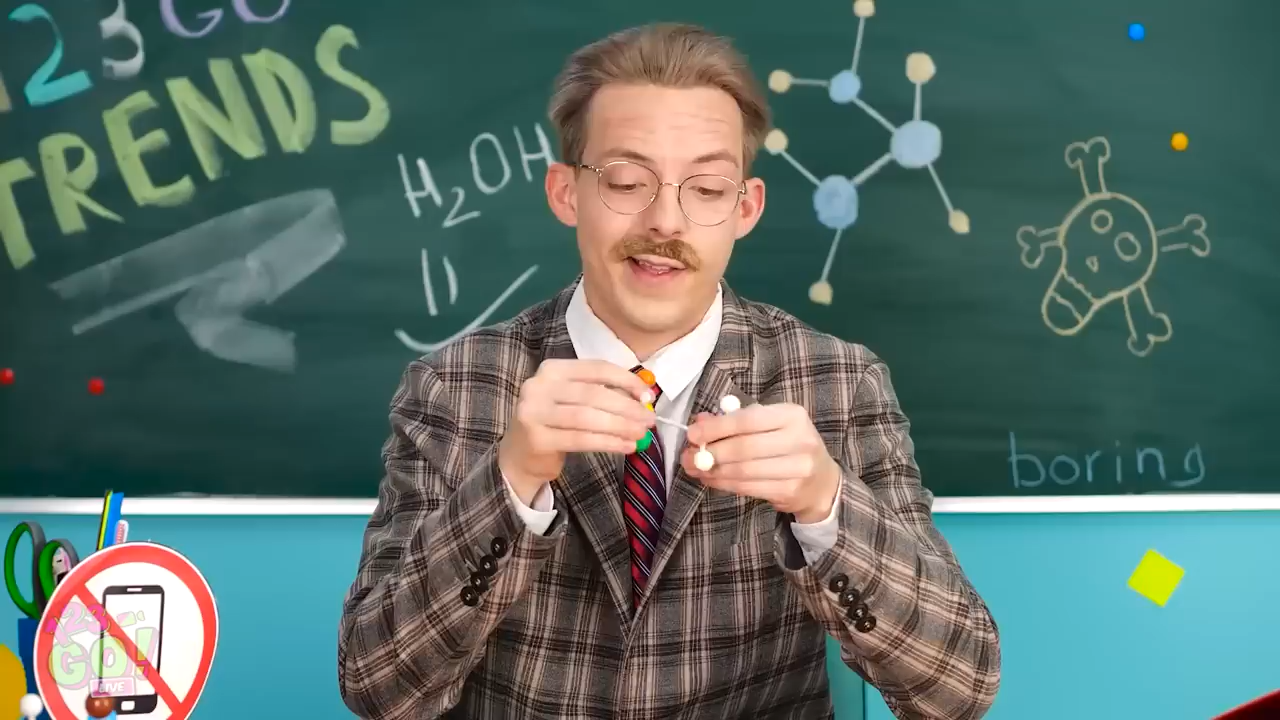 123 GO
TRENDS
H₂OH
boring
123
GO!
LIVE